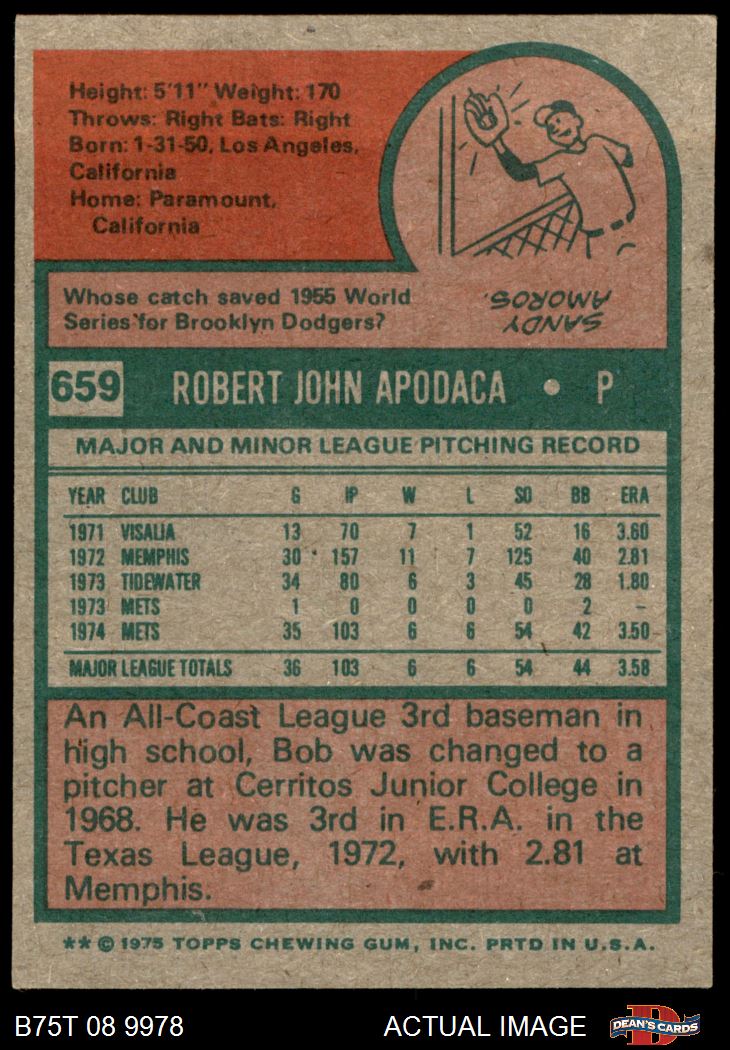 Height: 5'11" Weight: 170
Throws: Right Bats: Right
Born: 1-31-50, Los Angeles,
California
Home: Paramount,
California
Whose catch saved 1955 World
Series for Brooklyn Dodgers?
SANDY
AMOROS.
659 ROBERT JOHN APODACA • P
MAJOR AND MINOR LEAGUE PITCHING RECORD
YEAR CLUB G IP W L SO BB ERA
1971 VISALIA 13 70 7 1 52 16 3.60
1972 MEMPHIS 30 157 11 7 125 40 2.81
1973 TIDEWATER 34 80 6 3 45 28 1.80
1973 METS 1 0 0 0 0 2 –
1974 METS 35 103 6 6 54 42 3.50
MAJOR LEAGUE TOTALS 36 103 6 6 54 44 3.58
An All-Coast League 3rd baseman in
high school, Bob was changed to a
pitcher at Cerritos Junior College in
1968. He was 3rd in E.R.A. in the
Texas League, 1972, with 2.81 at
Memphis.
** © 1975 TOPPS CHEWING GUM, INC. PRTD IN U.S.A.
B75T 08 9978 ACTUAL IMAGE DEAN'S CARDS